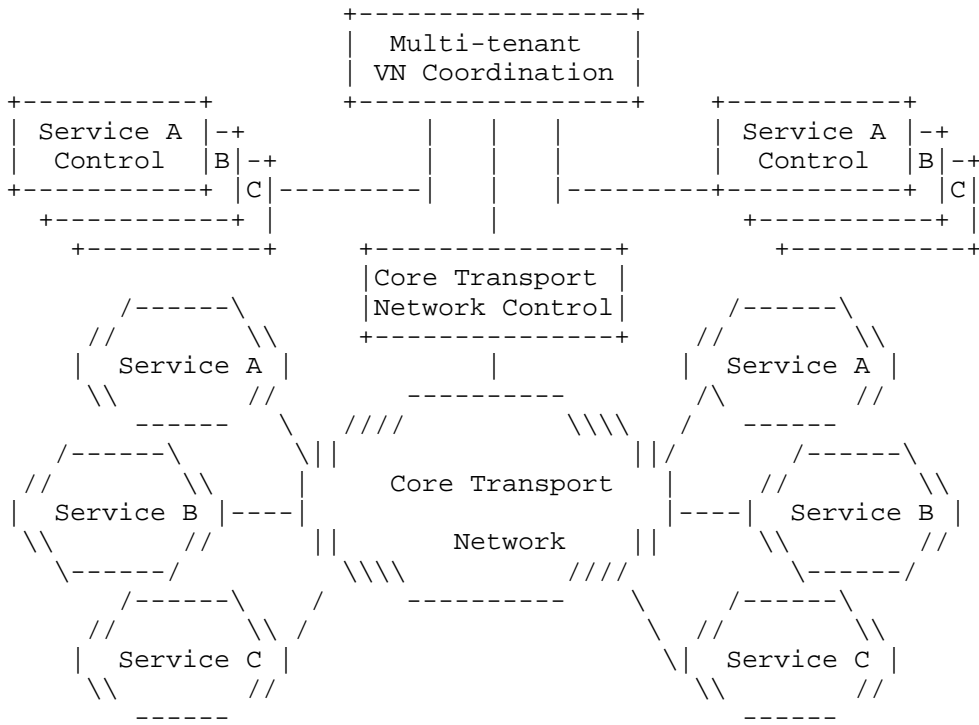 Multi-tenant
VN Coordination
Service A
Control
B
C
Service A
Control
B
C
Core Transport
Network Control
Service A
Service A
Core Transport
Network
Service B
Service B
Service C
Service C